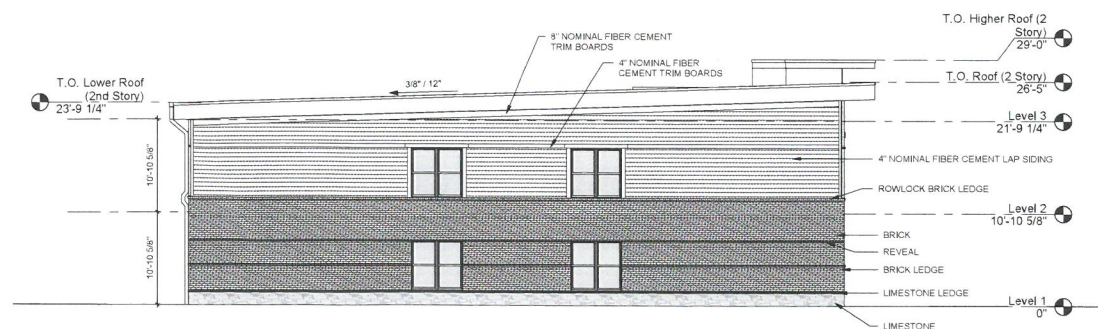 T.O. Higher Roof (2
Story)
29'-0"
8" NOMINAL FIBER CEMENT
TRIM BOARDS
4" NOMINAL FIBER
CEMENT TRIM BOARDS
3/8" / 12"
T.O. Lower Roof
(2nd Story)
23'-9 1/4"
T.O. Roof (2 Story)
26'-5"
Level 3
21'-9 1/4"
10'-10 5/8"
4" NOMINAL FIBER CEMENT LAP SIDING
ROWLOCK BRICK LEDGE
Level 2
10'-10 5/8"
BRICK
REVEAL
10'-10 5/8"
BRICK LEDGE
LIMESTONE LEDGE
Level 1
0"
LIMESTONE